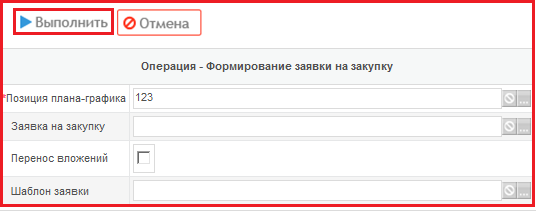 Выполнить Отмена
Операция - Формирование заявки на закупку
*Позиция плана-графика 123 ...
Заявка на закупку ...
Перенос вложений
Шаблон заявки ...